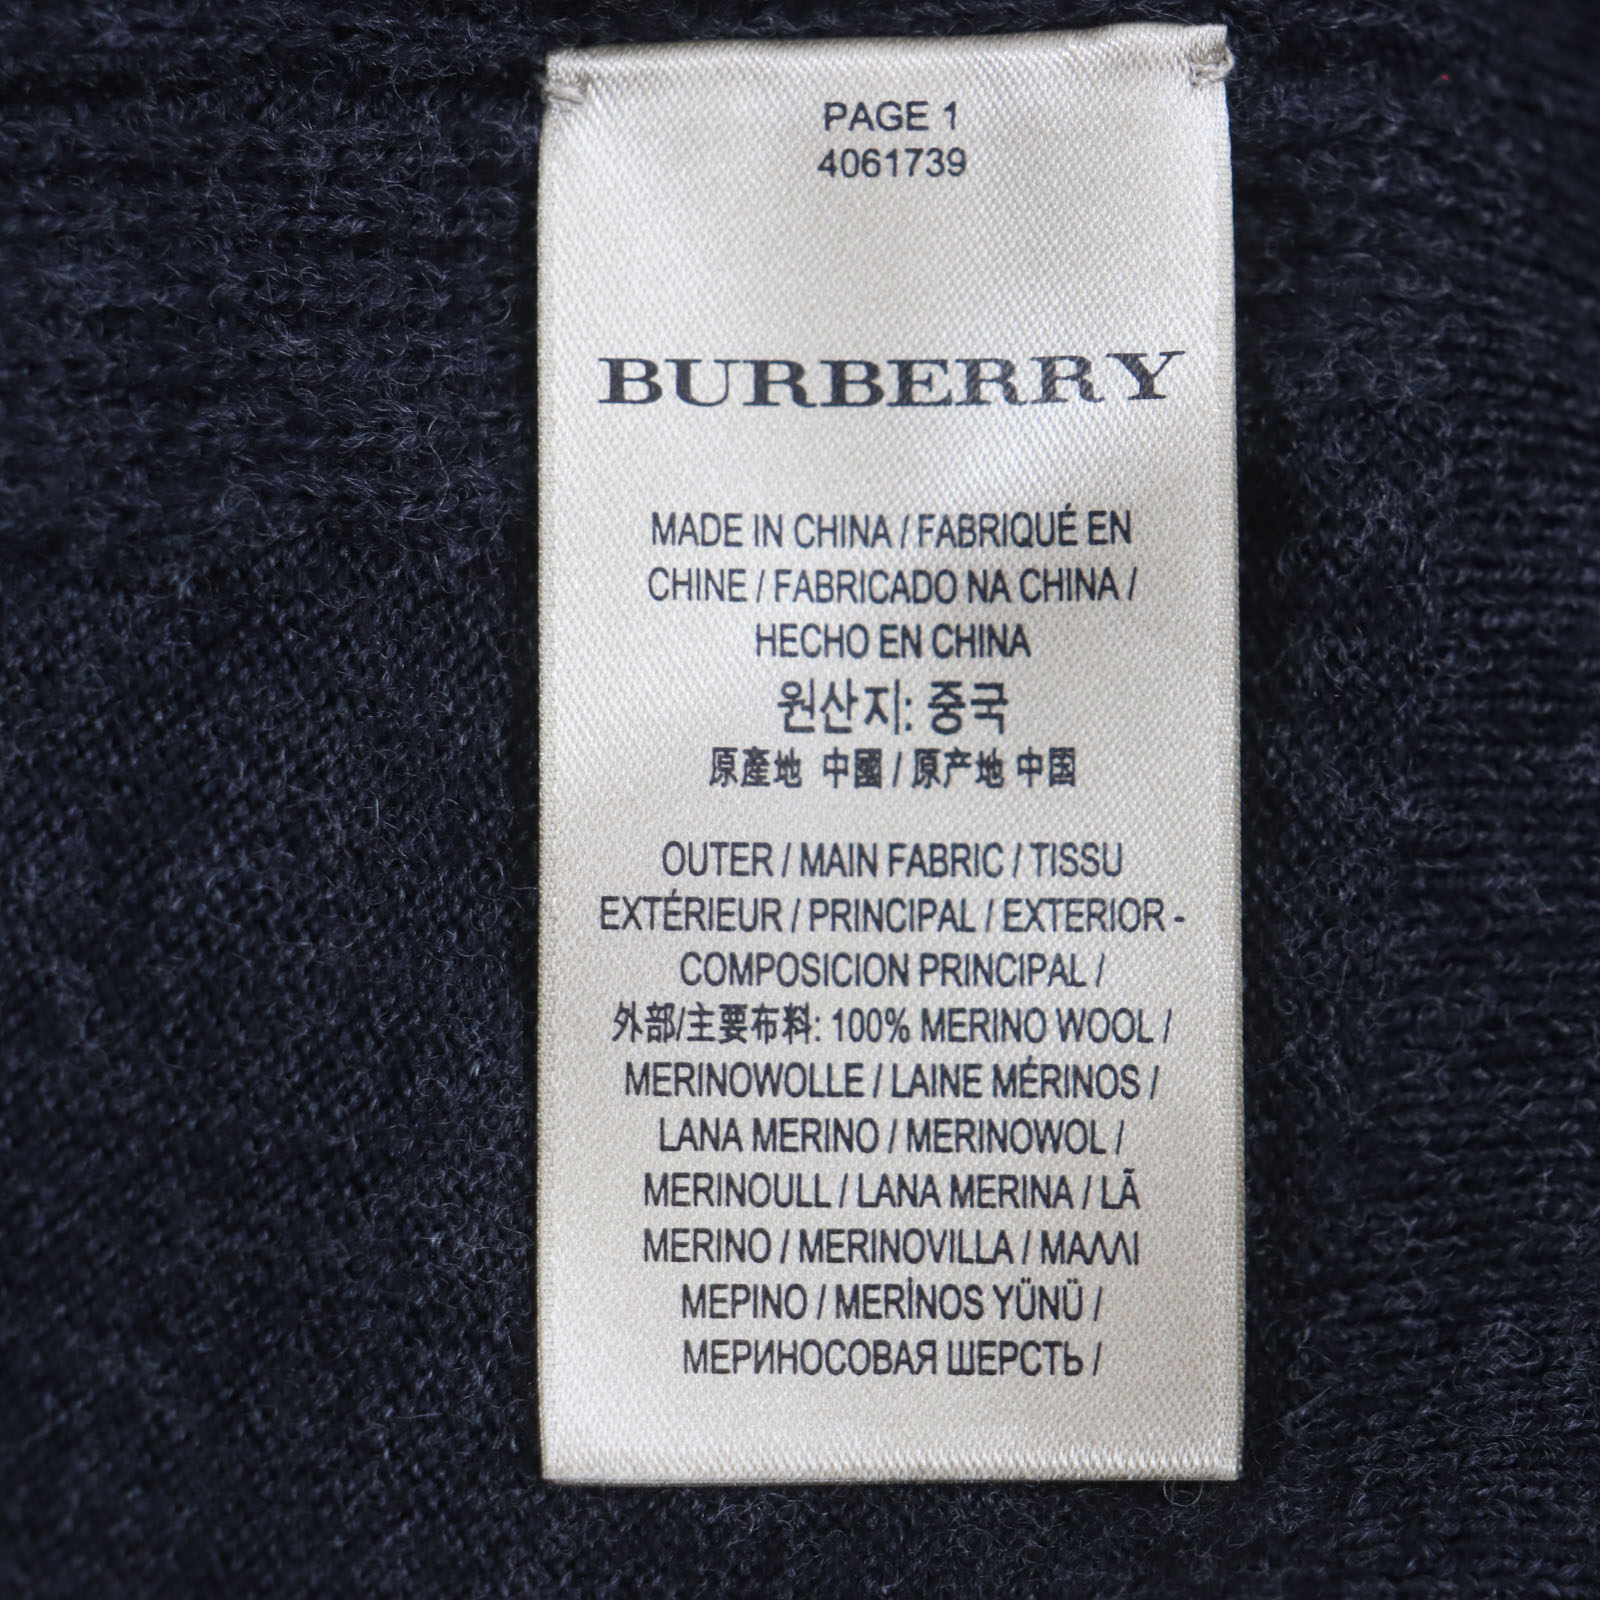 PAGE 1
4061739
BURBERRY
MADE IN CHINA / FABRIQUÉ EN
CHINE / FABRICADO NA CHINA /
HECHO EN CHINA
원산지: 중국
原產地 中國 / 原产地 中国
OUTER / MAIN FABRIC / TISSU
EXTÉRIEUR / PRINCIPAL / EXTERIOR -
COMPOSICION PRINCIPAL /
外部/主要布料: 100% MERINO WOOL /
MERINOWOLLE / LAINE MÉRINOS /
LANA MERINO / MERINOWOL /
MERINOULL / LANA MERINA / LÃ
MERINO / MERINOVILLA / ΜΑΛΛΙ
ΜΕΡΙΝΟ / MERİNOS YÜNÜ /
МЕРИНОСОВАЯ ШЕРСТЬ /